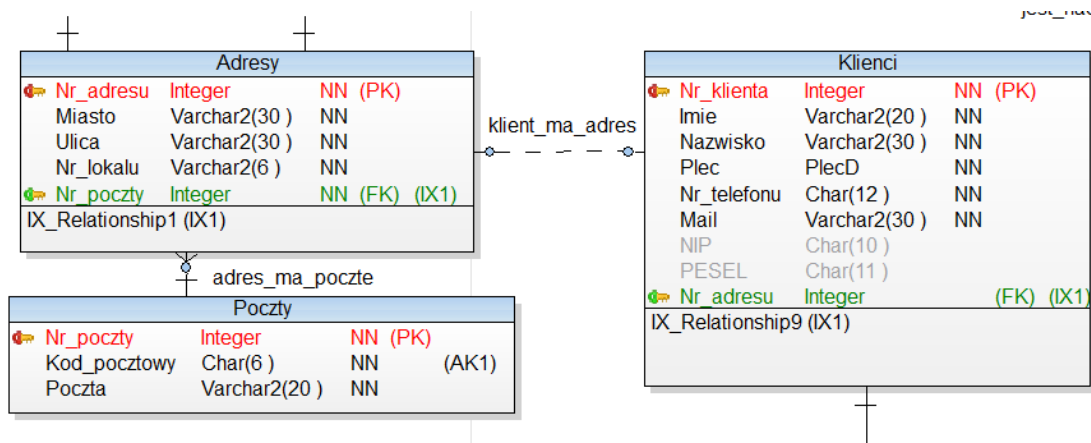 Adresy
Nr_adresu Integer NN (PK)
Miasto Varchar2(30 ) NN
Ulica Varchar2(30 ) NN
Nr_lokalu Varchar2(6 ) NN
Nr_poczty Integer NN (FK) (IX1)
IX_Relationship1 (IX1)
klient_ma_adres
Klienci
Nr_klienta Integer NN (PK)
Imie Varchar2(20 ) NN
Nazwisko Varchar2(30 ) NN
Plec PlecD NN
Nr_telefonu Char(12 ) NN
Mail Varchar2(30 ) NN
NIP Char(10 )
PESEL Char(11 )
Nr_adresu Integer (FK) (IX1)
IX_Relationship9 (IX1)
adres_ma_poczte
Poczty
Nr_poczty Integer NN (PK)
Kod_pocztowy Char(6 ) NN (AK1)
Poczta Varchar2(20 ) NN